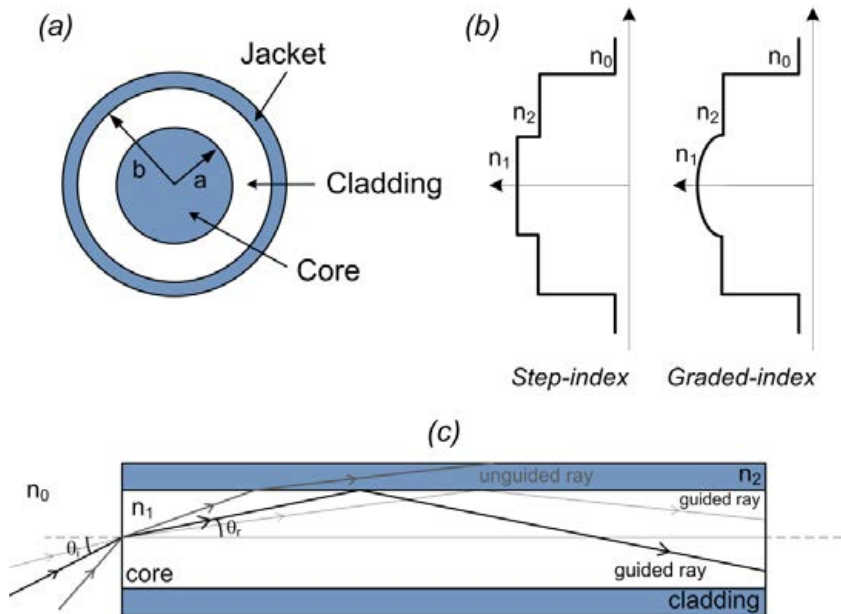 (a)
Jacket
b
a
Cladding
Core
(b)
n0
n2
n1
n0
n2
n1
Step-index
Graded-index
(c)
n0
n1
θi
θr
core
unguided ray
n2
guided ray
guided ray
cladding